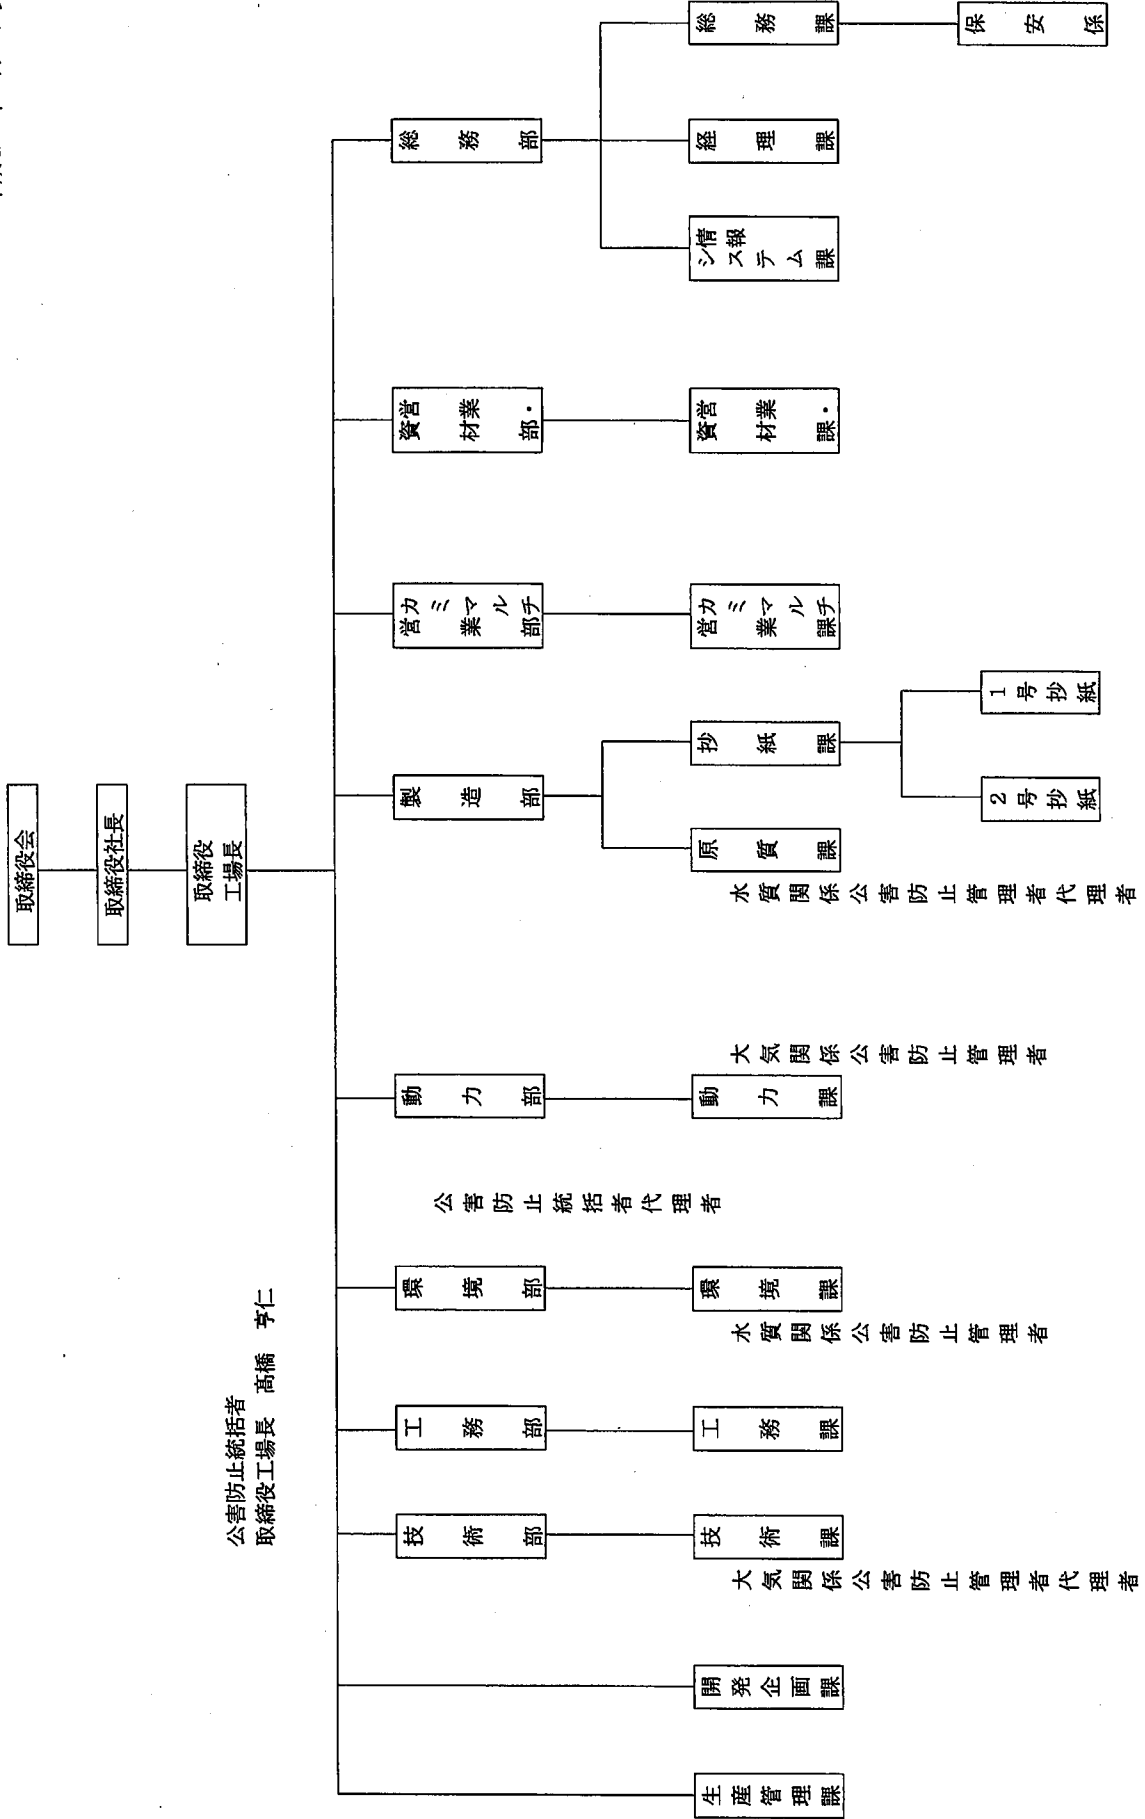 取締役会
取締役社長
取締役
工場長
公害防止統括者
取締役工場長 髙橋 亨仁
総務部
総務課
保安係
経理課
情報
システム課
営業・
資材部
営業・
資材課
カミマルチ
営業部
カミマルチ
営業課
製造部
抄紙課
1号抄紙
2号抄紙
原質課
水質関係公害防止管理者代理者
動力部
大気関係公害防止管理者
動力課
公害防止統括者代理者
環境部
環境課
水質関係公害防止管理者
工務部
工務課
技術部
技術課
大気関係公害防止管理者代理者
開発企画課
生産管理課